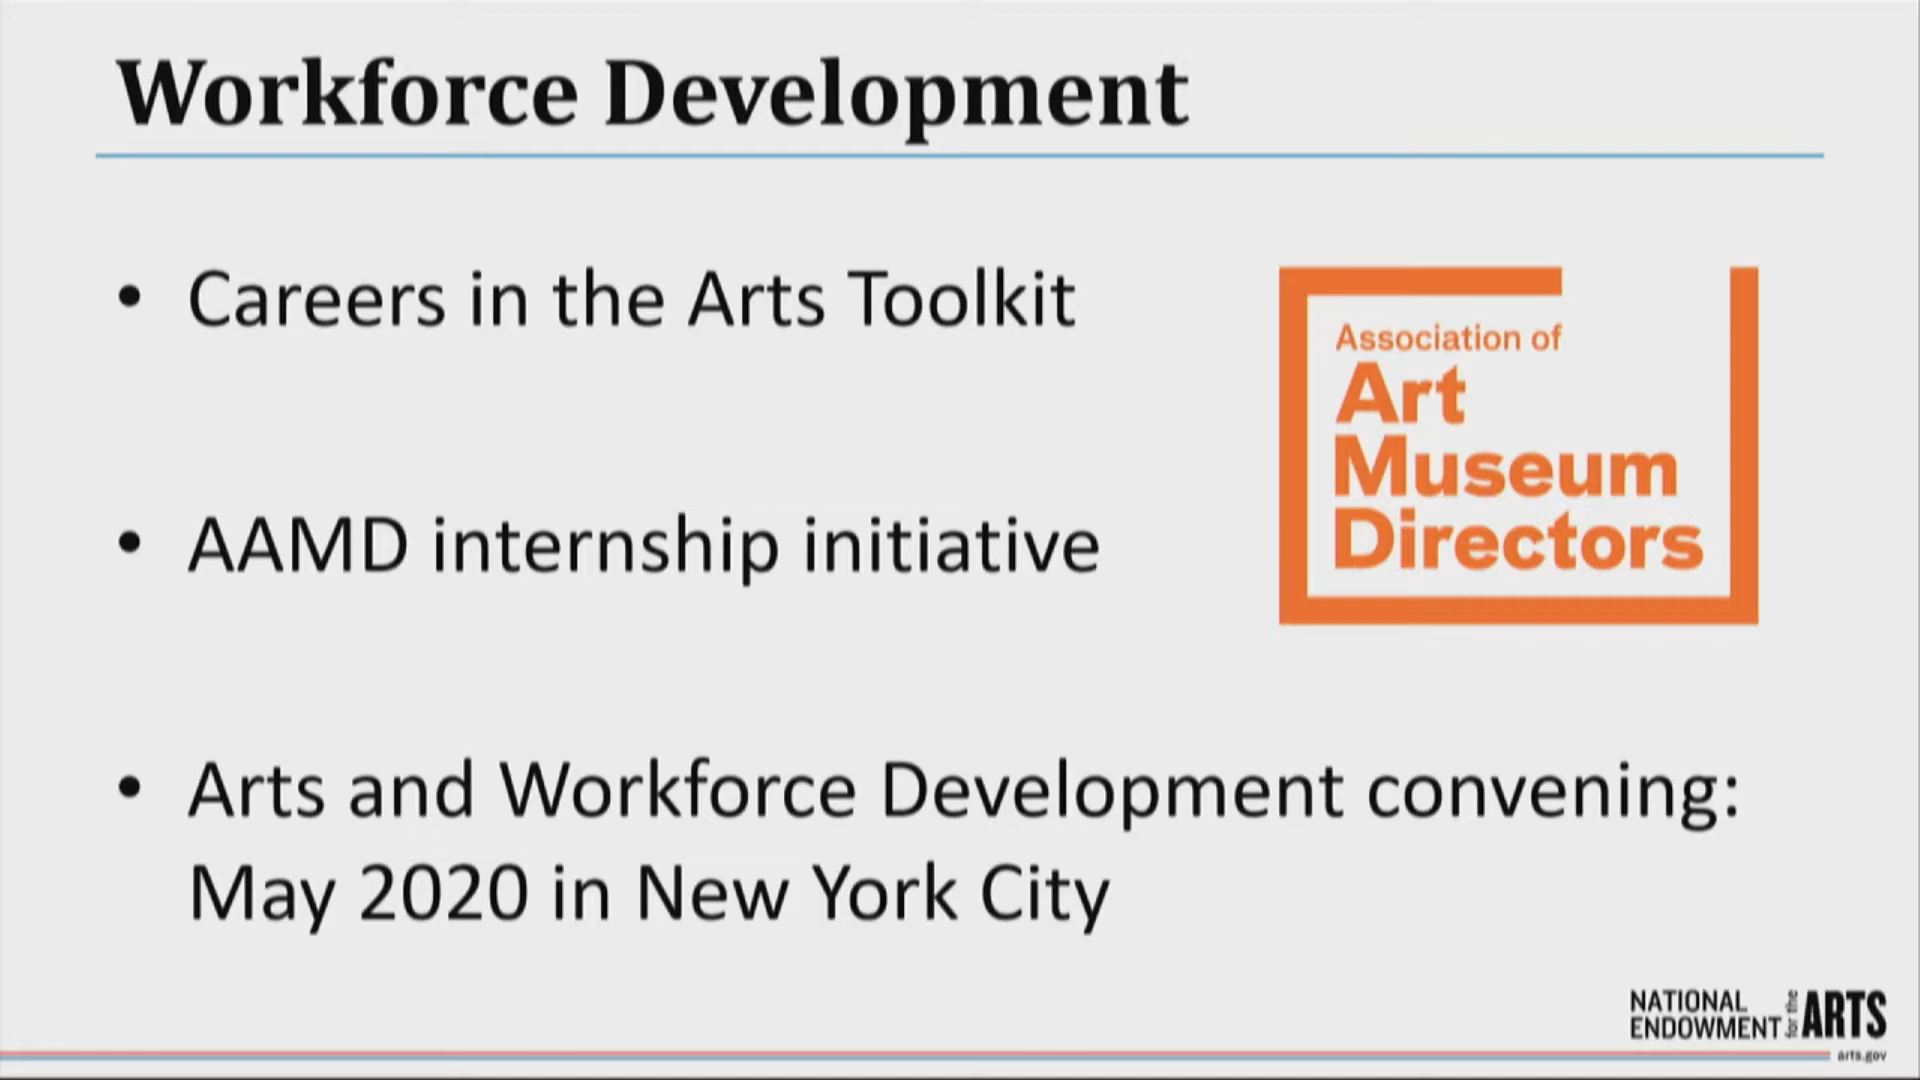 Workforce Development
• Careers in the Arts Toolkit
Association of
Art
Museum
Directors
• AAMD internship initiative
• Arts and Workforce Development convening:
May 2020 in New York City
NATIONAL
ENDOWMENT for the ARTS
arts.gov